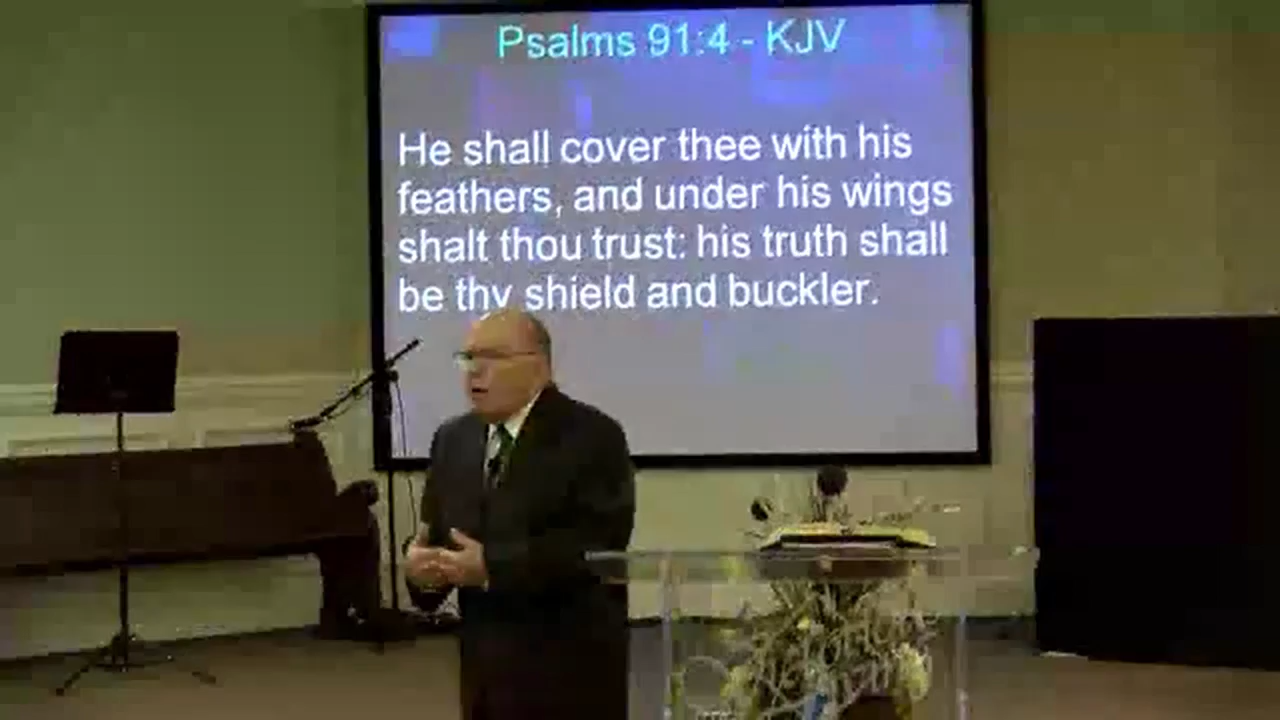 Psalms 91:4 - KJV
He shall cover thee with his
feathers, and under his wings
shalt thou trust: his truth shall
be thy shield and buckler.